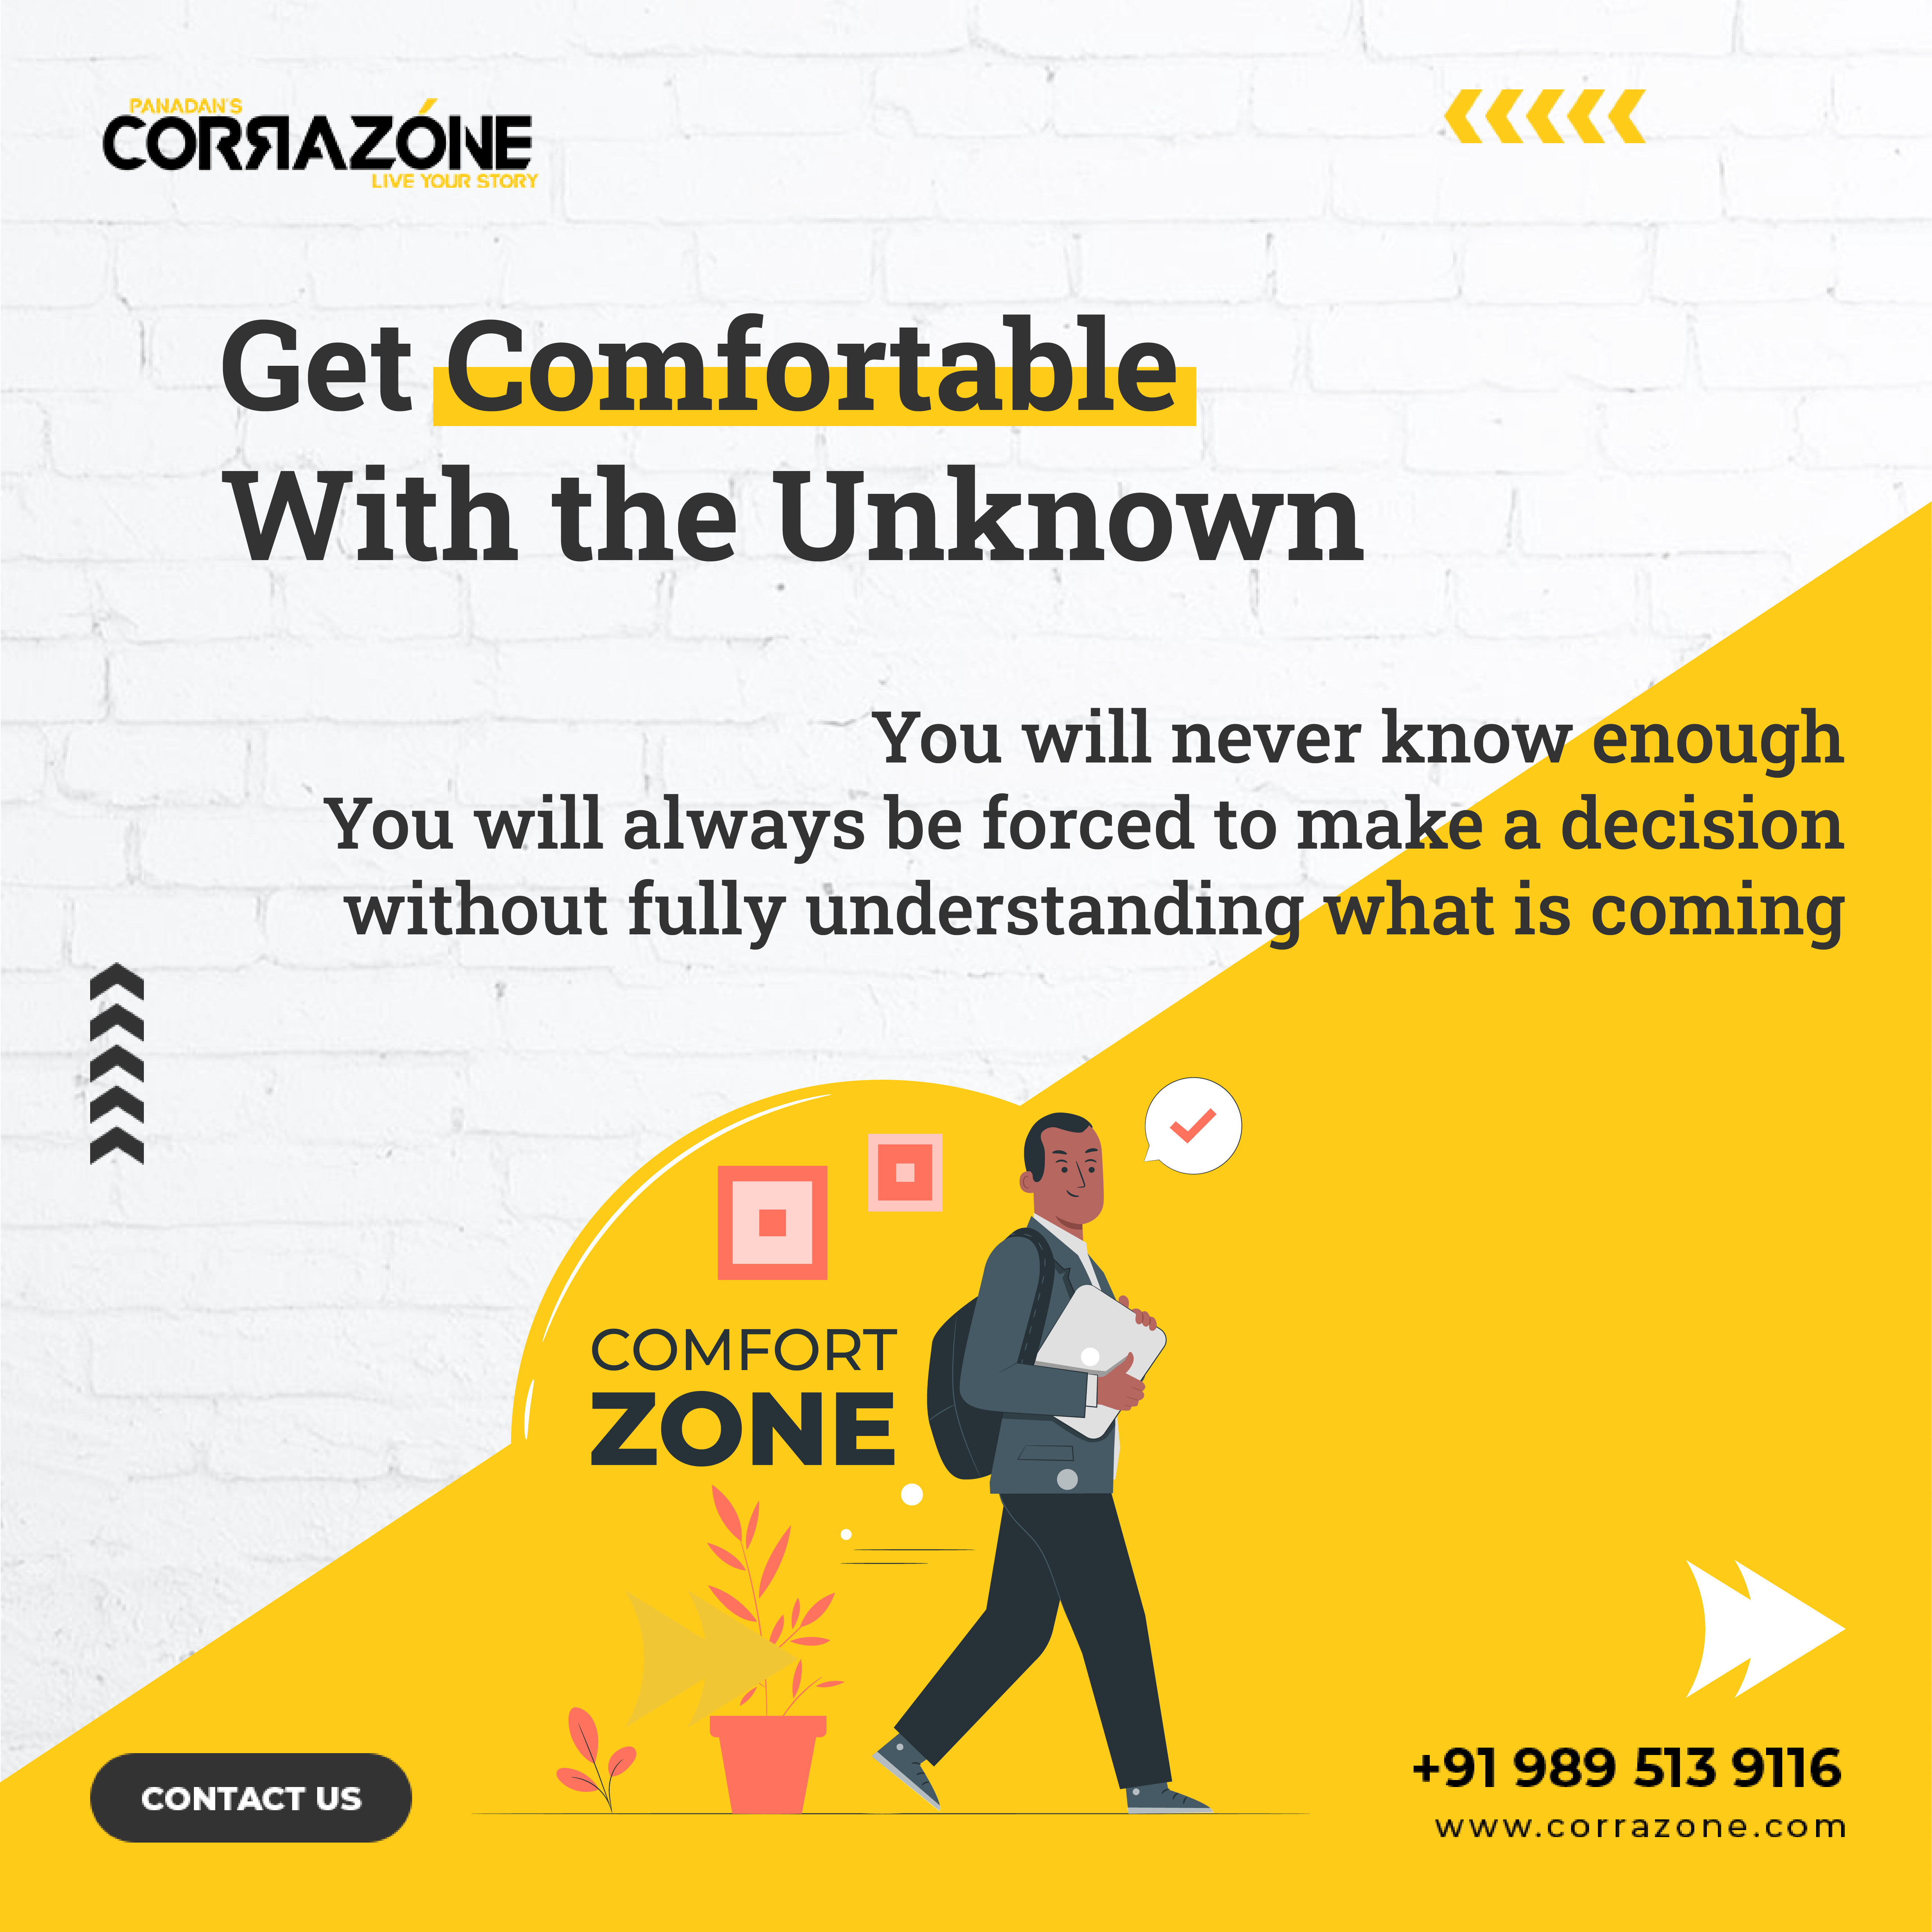 PANADAN'S
CORЯAZÓNE
LIVE YOUR STORY
Get Comfortable
With the Unknown
You will never know enough
You will always be forced to make a decision
without fully understanding what is coming
COMFORT
ZONE
CONTACT US
+91 989 513 9116
www.corrazone.com